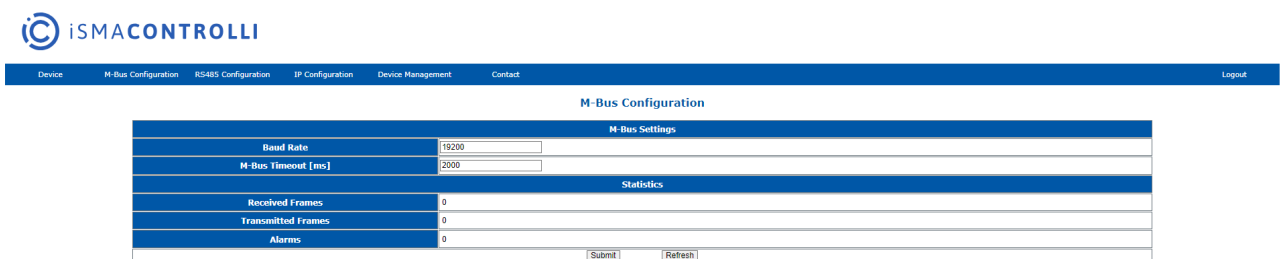 iSMACONTROLLI
Device M-Bus Configuration RS485 Configuration IP Configuration Device Management Contact Logout
M-Bus Configuration
M-Bus Settings
Baud Rate 19200
M-Bus Timeout [ms] 2000
Statistics
Received Frames 0
Transmitted Frames 0
Alarms 0
Submit Refresh